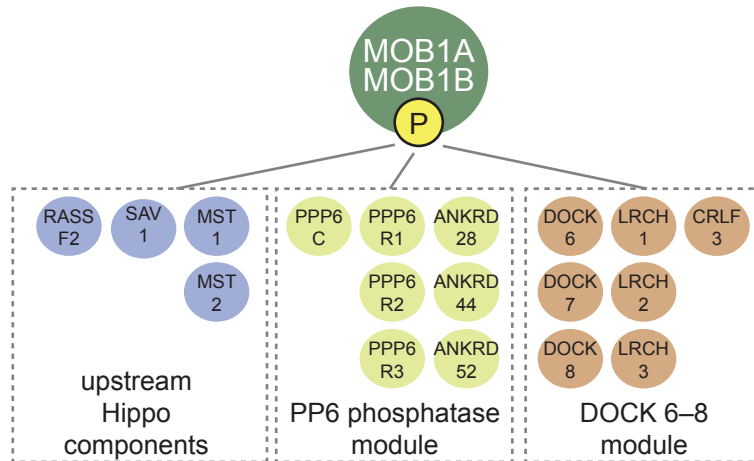 MOB1A
MOB1B
P
RASS
F2
SAV
1
MST
1
MST
2
upstream
Hippo
components
PPP6
C
PPP6
R1
ANKRD
28
PPP6
R2
ANKRD
44
PPP6
R3
ANKRD
52
PP6 phosphatase
module
DOCK
6
LRCH
1
CRLF
3
DOCK
7
LRCH
2
DOCK
8
LRCH
3
DOCK 6–8
module